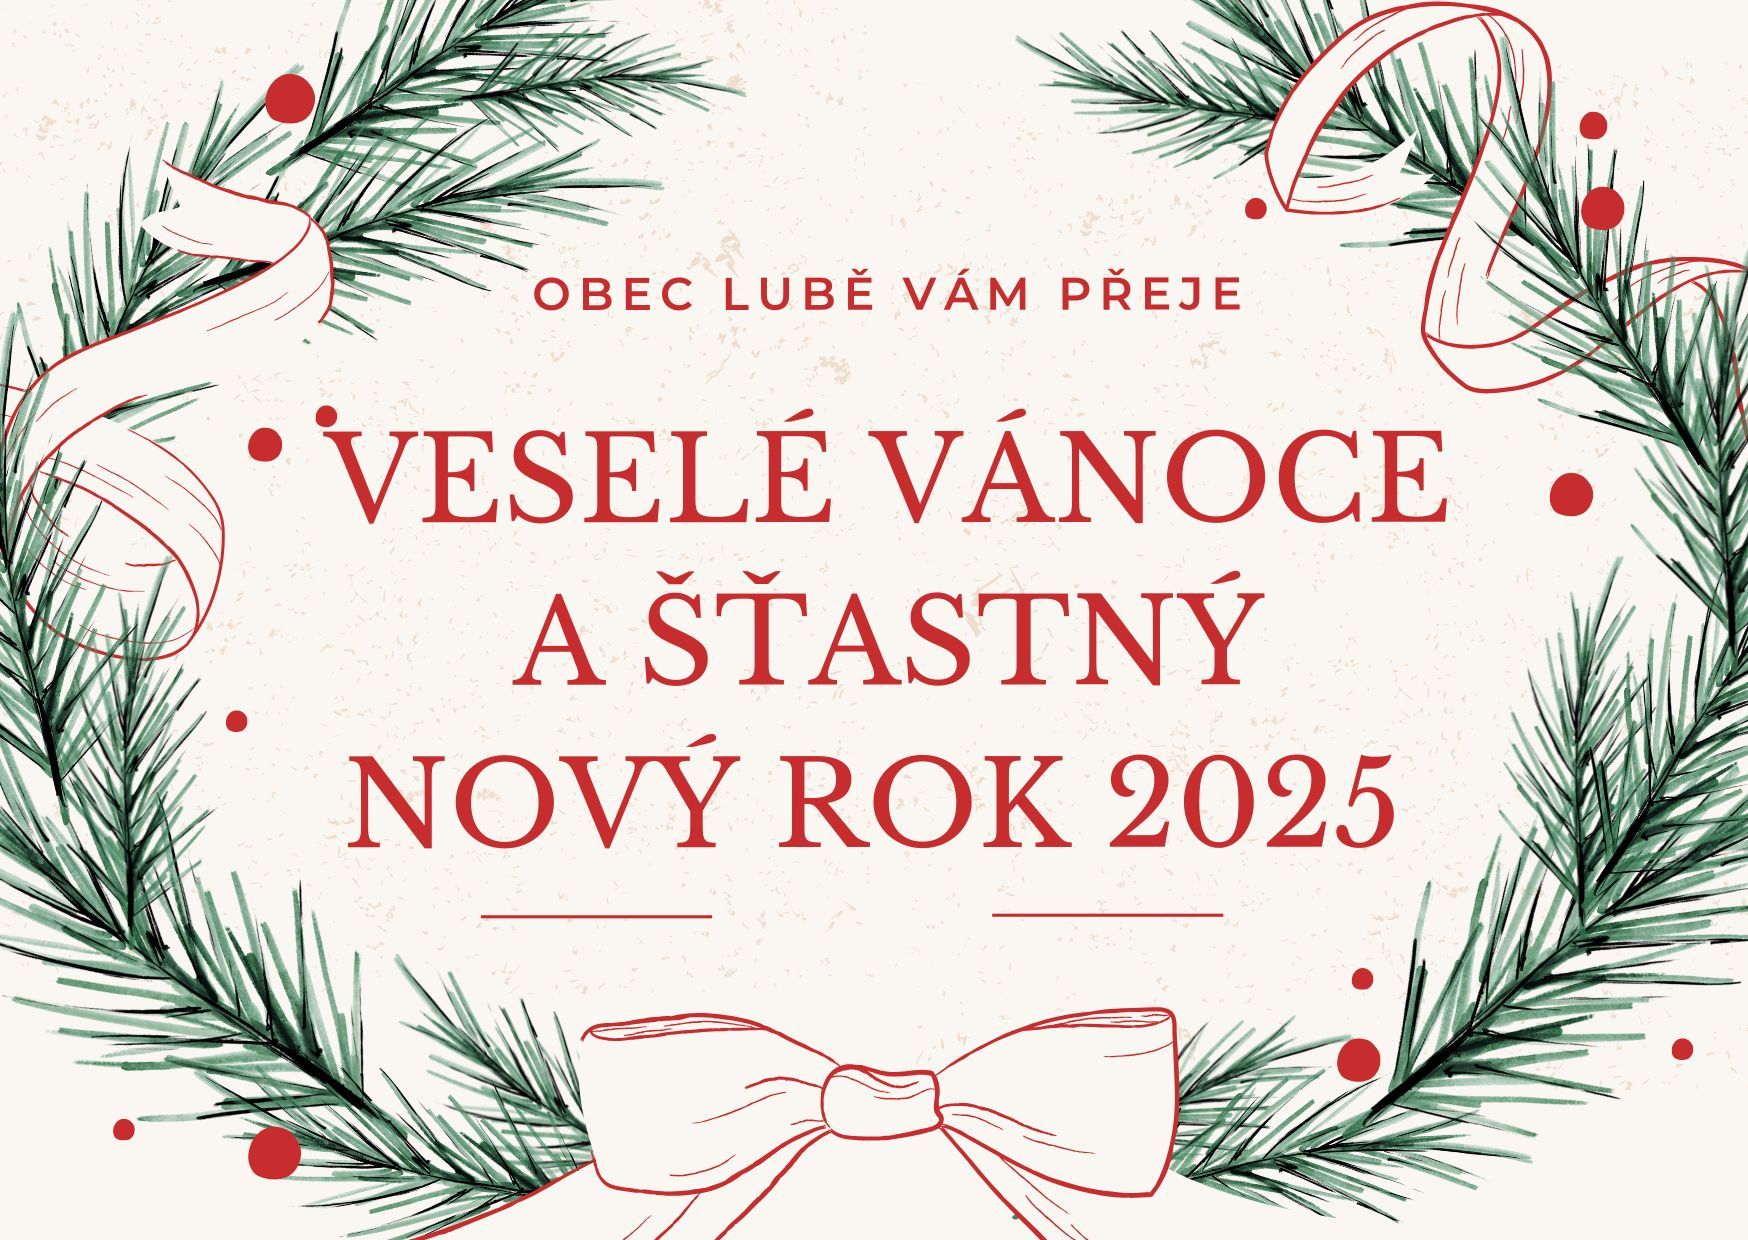 OBEC LUBĚ VÁM PŘEJE
VESELÉ VÁNOCE
A ŠŤASTNÝ
NOVÝ ROK 2025